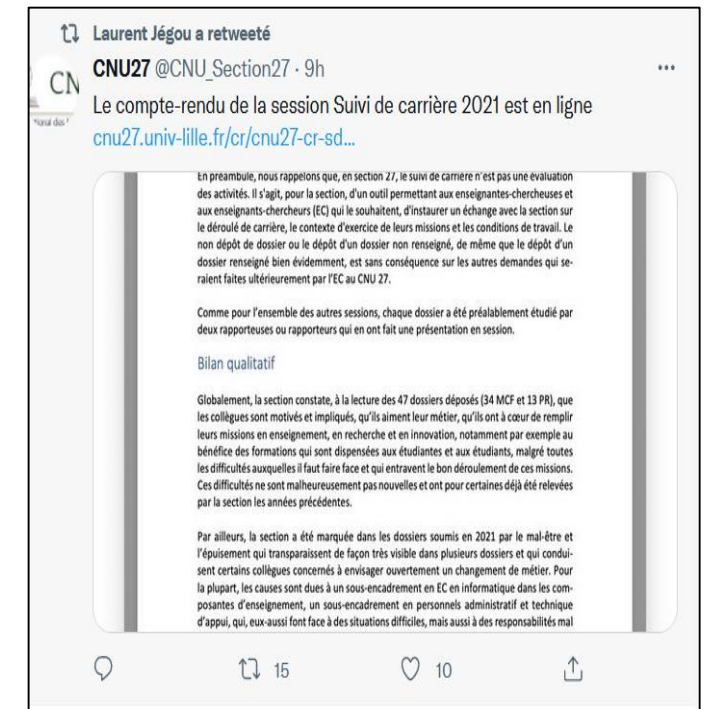 Laurent Jégou a retweeté
CNU27 @CNU_Section27 · 9h
CN
Le compte-rendu de la session Suivi de carrière 2021 est en ligne
cnu27.univ-lille.fr/cr/cnu27-cr-sd...
En préambule, nous rappelons que, en section 27, le suivi de carrière n'est pas une évaluation
des activités. Il s'agit, pour la section, d'un outil permettant aux enseignantes-chercheuses et
aux enseignants-chercheurs (EC) qui le souhaitent, d'instaurer un échange avec la section sur
le déroulé de carrière, le contexte d'exercice de leurs missions et les conditions de travail. Le
non dépôt de dossier ou le dépôt d'un dossier non renseigné, de même que le dépôt d'un
dossier renseigné bien évidemment, est sans conséquence sur les autres demandes qui se-
raient faites ultérieurement par l'EC au CNU 27.
Comme pour l'ensemble des autres sessions, chaque dossier a été préalablement étudié par
deux rapporteuses ou rapporteurs qui en ont fait une présentation en session.
Bilan qualitatif
Globalement, la section constate, à la lecture des 47 dossiers déposés (34 MCF et 13 PR), que
les collègues sont motivés et impliqués, qu'ils aiment leur métier, qu'ils ont à cœur de remplir
leurs missions en enseignement, en recherche et en innovation, notamment par exemple au
bénéfice des formations qui sont dispensées aux étudiantes et aux étudiants, malgré toutes
les difficultés auxquelles il faut faire face et qui entravent le bon déroulement de ces missions.
Ces difficultés ne sont malheureusement pas nouvelles et ont pour certaines déjà été relevées
par la section les années précédentes.
Par ailleurs, la section a été marquée dans les dossiers soumis en 2021 par le mal-être et
l'épuisement qui transparaissent de façon très visible dans plusieurs dossiers et qui condui-
sent certains collègues concernés à envisager ouvertement un changement de métier. Pour
la plupart, les causes sont dues à un sous-encadrement en EC en informatique dans les com-
posantes d'enseignement, un sous-encadrement en personnels administratif et technique
d'appui, qui, eux-aussi font face à des situations difficiles, mais aussi à des responsabilités mal
15
10